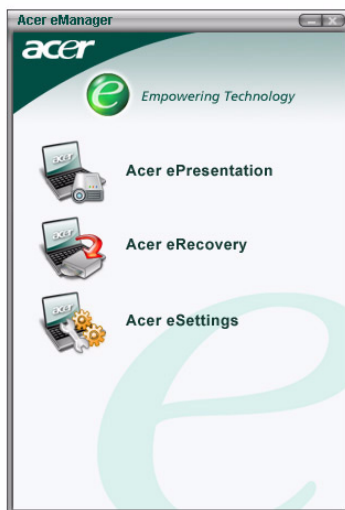 Acer eManager
acer
e Empowering Technology
Acer ePresentation
Acer eRecovery
Acer eSettings
e